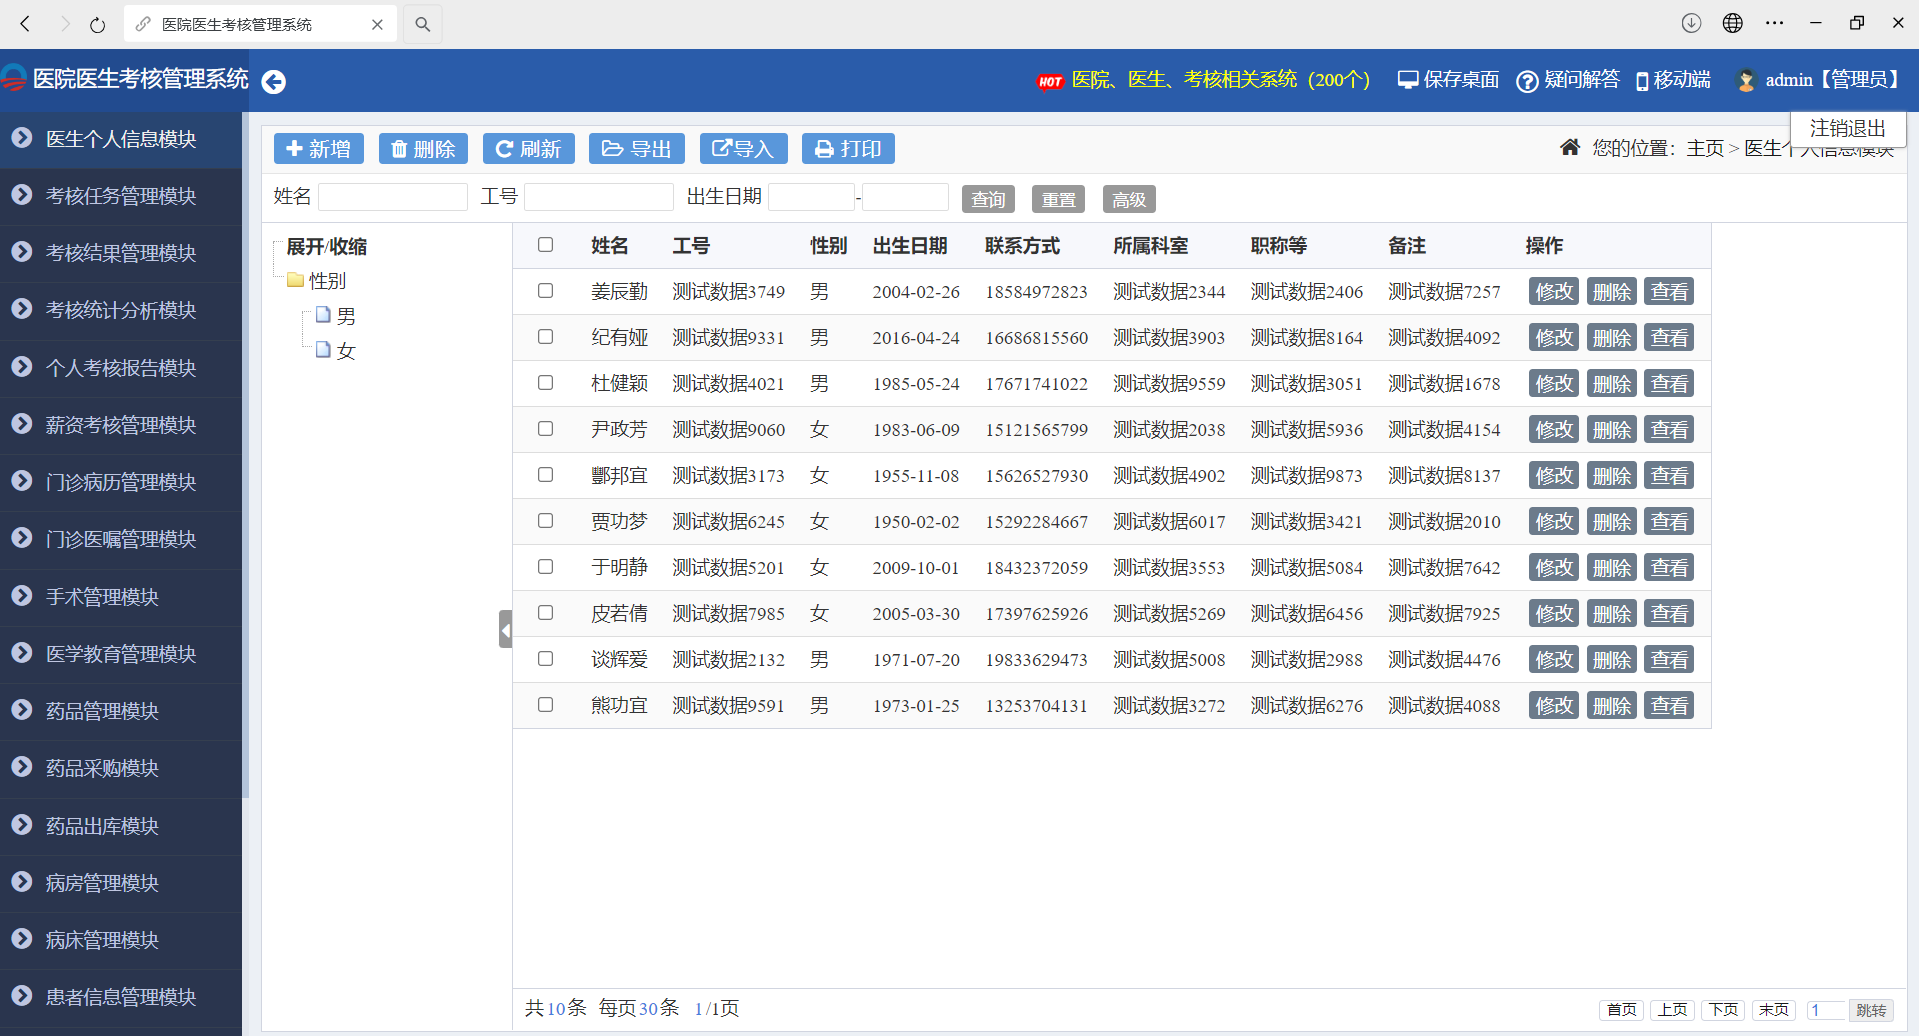 医院医生考核管理系统
医院医生考核管理系统
HOT 医院、医生、考核相关系统（200个） 保存桌面 疑问解答 移动端 admin【管理员】
注销退出
医生个人信息模块
考核任务管理模块
考核结果管理模块
考核统计分析模块
个人考核报告模块
薪资考核管理模块
门诊病历管理模块
门诊医嘱管理模块
手术管理模块
医学教育管理模块
药品管理模块
药品采购模块
药品出库模块
病房管理模块
病床管理模块
患者信息管理模块
新增 删除 刷新 导出 导入 打印
您的位置：主页 > 医生个人信息模块
姓名 工号 出生日期 - 查询 重置 高级
展开/收缩
性别
男
女
姓名 工号 性别 出生日期 联系方式 所属科室 职称等 备注 操作
姜辰勤 测试数据3749 男 2004-02-26 18584972823 测试数据2344 测试数据2406 测试数据7257 修改 删除 查看
纪有娅 测试数据9331 男 2016-04-24 16686815560 测试数据3903 测试数据8164 测试数据4092 修改 删除 查看
杜健颖 测试数据4021 男 1985-05-24 17671741022 测试数据9559 测试数据3051 测试数据1678 修改 删除 查看
尹政芳 测试数据9060 女 1983-06-09 15121565799 测试数据2038 测试数据5936 测试数据4154 修改 删除 查看
酆邦宜 测试数据3173 女 1955-11-08 15626527930 测试数据4902 测试数据9873 测试数据8137 修改 删除 查看
贾功梦 测试数据6245 女 1950-02-02 15292284667 测试数据6017 测试数据3421 测试数据2010 修改 删除 查看
于明静 测试数据5201 女 2009-10-01 18432372059 测试数据3553 测试数据5084 测试数据7642 修改 删除 查看
皮若倩 测试数据7985 女 2005-03-30 17397625926 测试数据5269 测试数据6456 测试数据7925 修改 删除 查看
谈辉爱 测试数据2132 男 1971-07-20 19833629473 测试数据5008 测试数据2988 测试数据4476 修改 删除 查看
熊功宜 测试数据9591 男 1973-01-25 13253704131 测试数据3272 测试数据6276 测试数据4088 修改 删除 查看
共10条 每页30条 1/1页
首页 上页 下页 末页 1 跳转